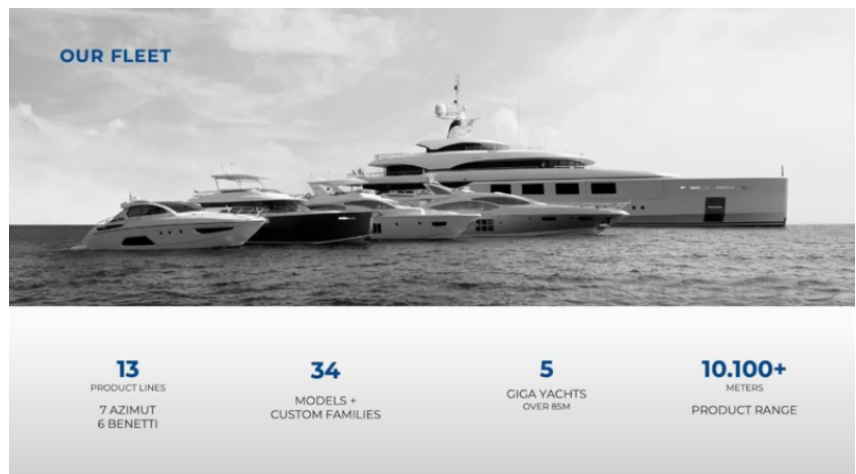 OUR FLEET
13
PRODUCT LINES
7 AZIMUT
6 BENETTI
34
MODELS +
CUSTOM FAMILIES
5
GIGA YACHTS
OVER 85M
10.100+
METERS
PRODUCT RANGE